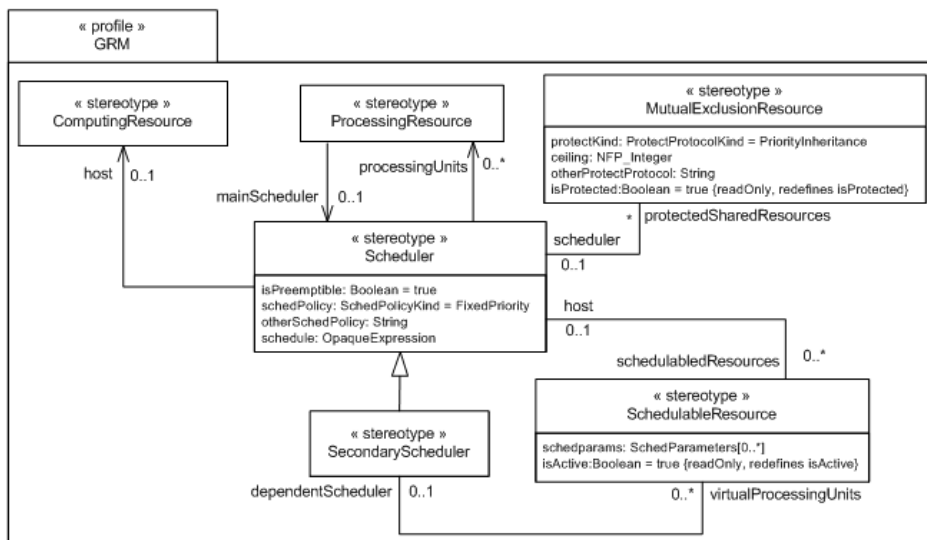 « profile »
GRM
« stereotype »
ComputingResource
« stereotype »
ProcessingResource
« stereotype »
MutualExclusionResource
protectKind: ProtectProtocolKind = PriorityInheritance
ceiling: NFP_Integer
otherProtectProtocol: String
isProtected:Boolean = true {readOnly, redefines isProtected}
host
0..1
processingUnits
0..*
mainScheduler
0..1
* protectedSharedResources
« stereotype »
Scheduler
scheduler
0..1
isPreemptible: Boolean = true
schedPolicy: SchedPolicyKind = FixedPriority
otherSchedPolicy: String
schedule: OpaqueExpression
host
0..1
schedulabledResources
0..*
« stereotype »
SchedulableResource
schedparams: SchedParameters[0..*]
isActive:Boolean = true {readOnly, redefines isActive}
« stereotype »
SecondaryScheduler
dependentScheduler
0..1
0..*
virtualProcessingUnits